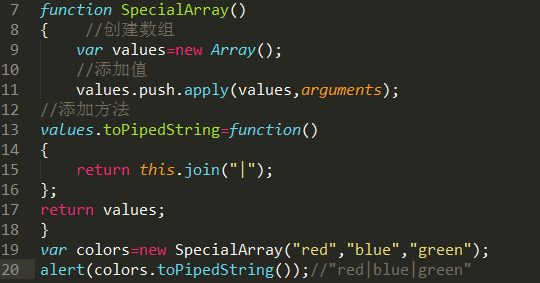 7 function SpecialArray()
8 {    //创建数组
9     var values=new Array();
10     //添加值
11     values.push.apply(values,arguments);
12 //添加方法
13 values.toPipedString=function()
14 {
15     return this.join("|");
16 };
17 return values;
18 }
19 var colors=new SpecialArray("red","blue","green");
20 alert(colors.toPipedString());//"red|blue|green"